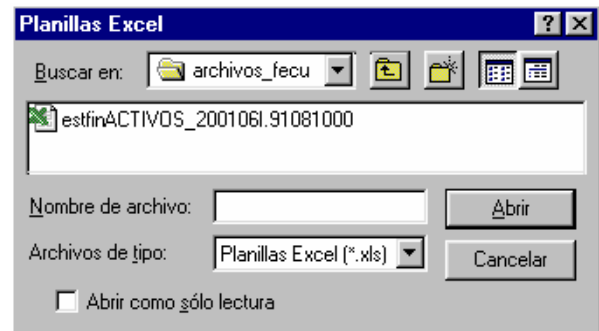 Planillas Excel
Buscar en: archivos_fecu
estfinACTIVOS_200106I.91081000
Nombre de archivo: Abrir
Archivos de tipo: Planillas Excel (*.xls) Cancelar
Abrir como sólo lectura